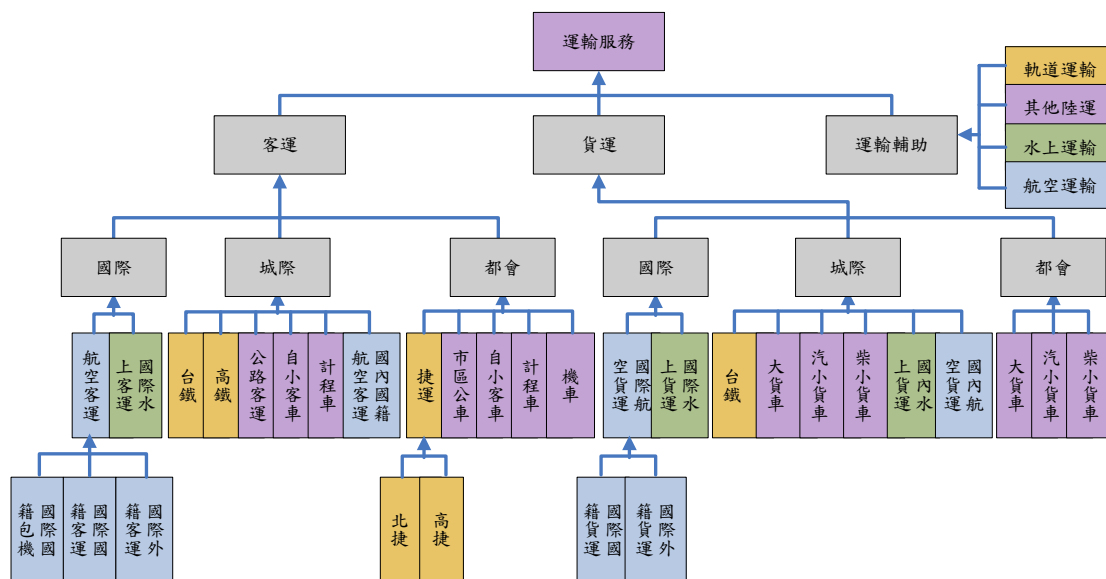 運輸服務
軌道運輸
其他陸運
水上運輸
航空運輸
客運
貨運
運輸輔助
國際
城際
都會
國際
城際
都會
航空客運
國際水
上客運
台鐵
高鐵
公路客運
自小客車
計程車
國內國籍
航空客運
捷運
市區公車
自小客車
計程車
機車
國際航
空貨運
國際水
上貨運
台鐵
大貨車
汽小貨車
柴小貨車
國內水
上貨運
國內航
空貨運
大貨車
汽小貨車
柴小貨車
國際國
籍包機
國際國
籍客運
國際外
籍客運
北捷
高捷
國際國
籍貨運
國際外
籍貨運